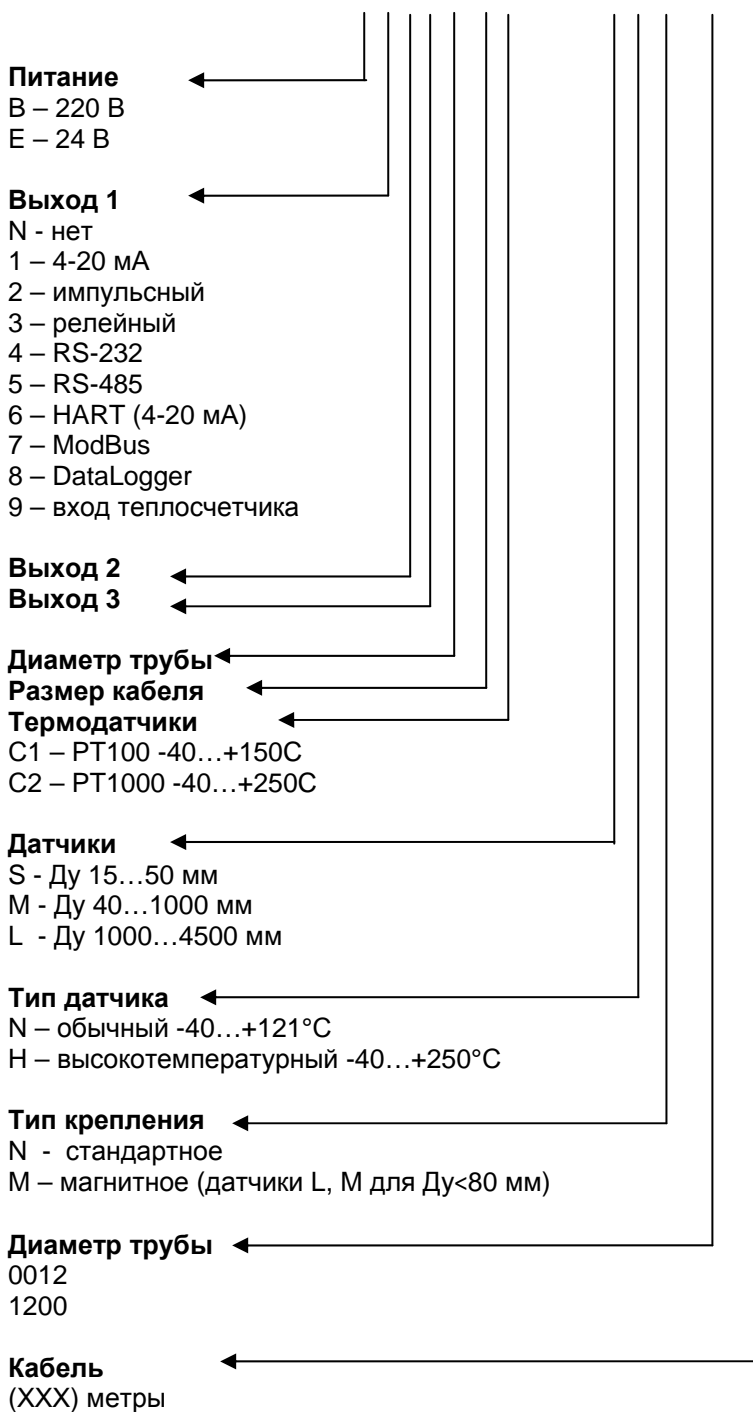 Питание
В – 220 В
Е – 24 В
Выход 1
N - нет
1 – 4-20 мА
2 – импульсный
3 – релейный
4 – RS-232
5 – RS-485
6 – HART (4-20 мА)
7 – ModBus
8 – DataLogger
9 – вход теплосчетчика
Выход 2
Выход 3
Диаметр трубы
Размер кабеля
Термодатчики
С1 – PT100 -40…+150С
С2 – PT1000 -40…+250С
Датчики
S - Ду 15…50 мм
M - Ду 40…1000 мм
L - Ду 1000…4500 мм
Тип датчика
N – обычный -40…+121°С
H – высокотемпературный -40…+250°С
Тип крепления
N - стандартное
М – магнитное (датчики L, M для Ду<80 мм)
Диаметр трубы
0012
1200
Кабель
(XXX) метры